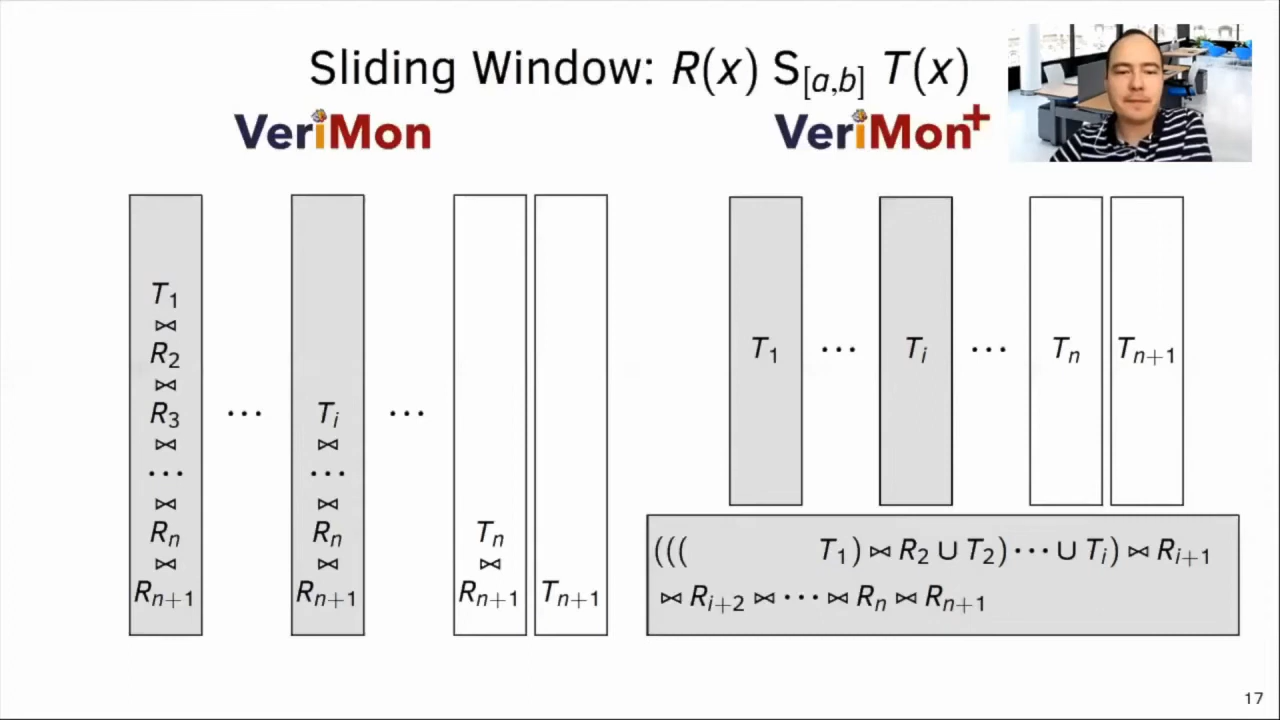 Sliding Window: R(x) S[a,b] T(x)
VeriMon
VeriMon+
T1
⋈
R2
⋈
R3
⋈
⋯
⋈
Rn
⋈
Rn+1
⋯
Ti
⋈
⋯
⋈
Rn
⋈
Rn+1
⋯
Tn
⋈
Rn+1
Tn+1
T1 ⋯ Ti ⋯ Tn Tn+1
((( T1) ⋈ R2 ∪ T2) ⋯ ∪ Ti) ⋈ Ri+1
⋈ Ri+2 ⋈ ⋯ ⋈ Rn ⋈ Rn+1
17